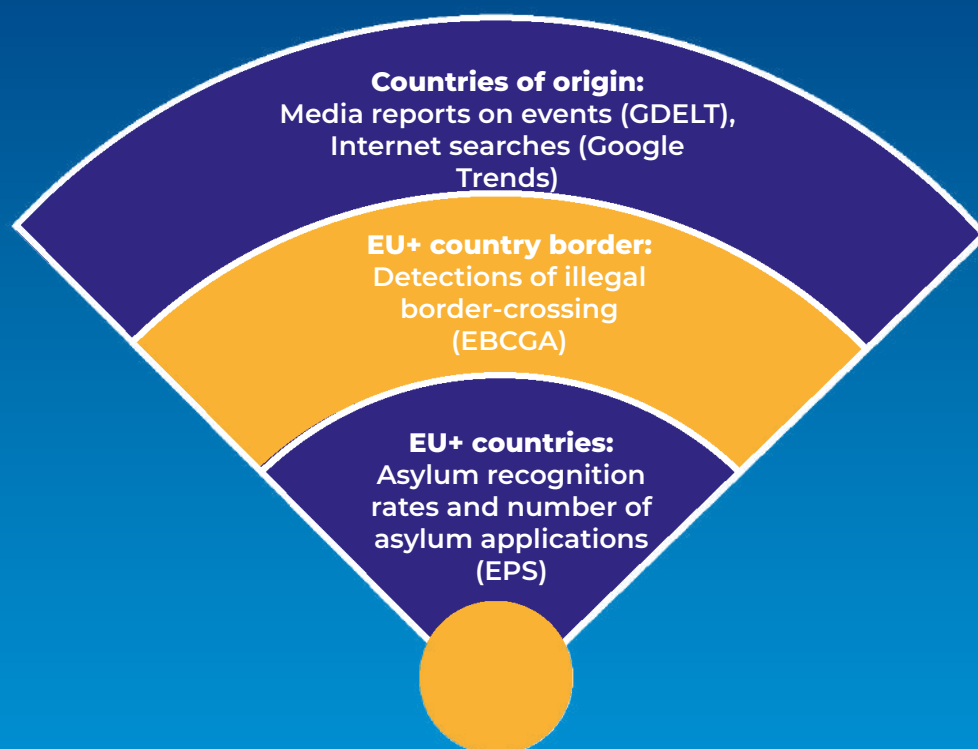 Countries of origin:
Media reports on events (GDELT),
Internet searches (Google
Trends)
EU+ country border:
Detections of illegal
border-crossing
(EBCGA)
EU+ countries:
Asylum recognition
rates and number of
asylum applications
(EPS)